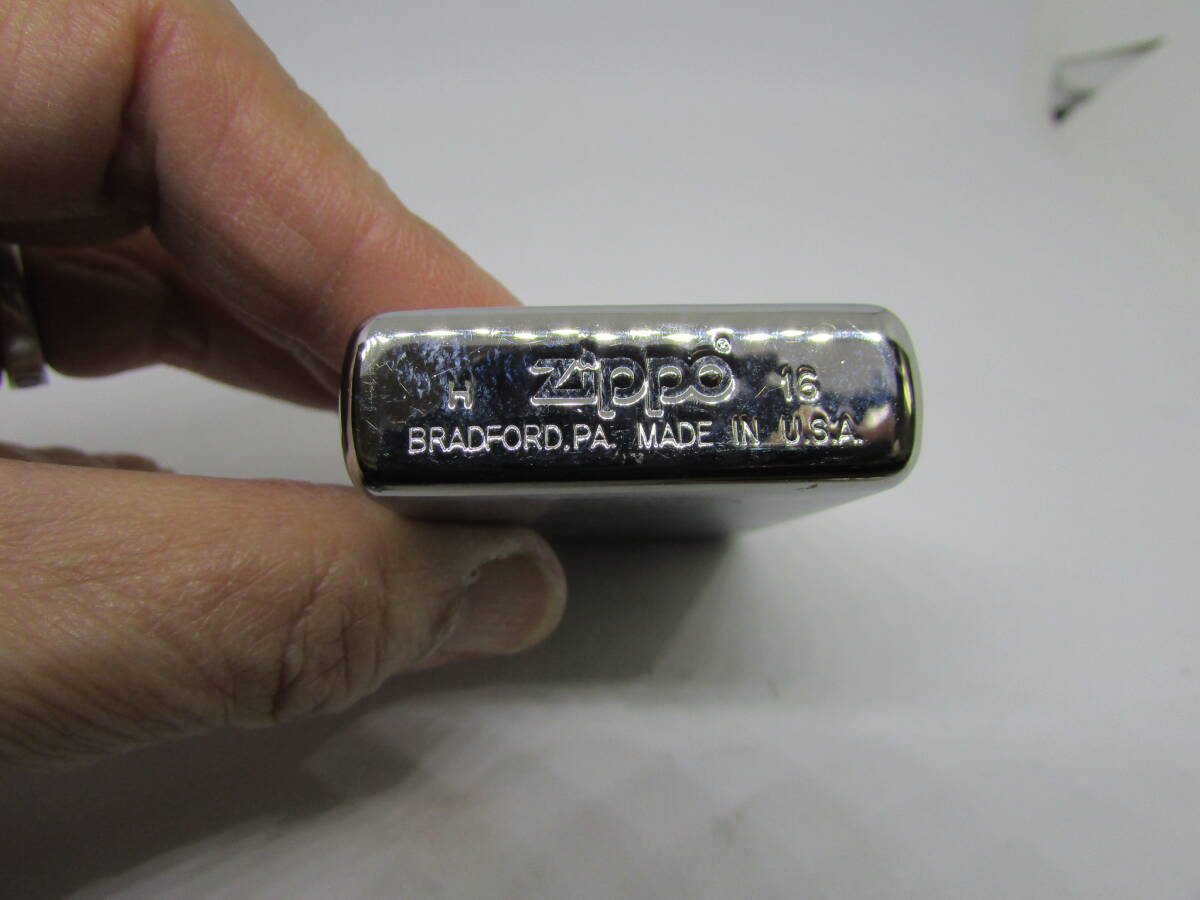 H Zippo® 16
BRADFORD, PA. MADE IN U.S.A.